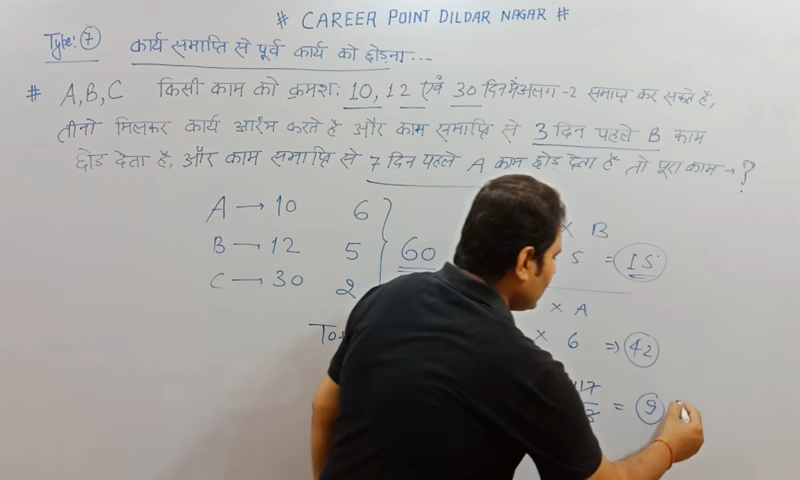 # CAREER POINT DILDAR NAGAR #
Type: 7 कार्य समाप्ति से पूर्व कार्य को छोड़ना...
# A, B, C किसी काम को क्रमशः 10, 12 एवं 30 दिन में अलग-2 समाप्त कर सकते है,
तीनो मिलकर कार्य आरंभ करते है और काम समाप्ति से 3 दिन पहले B काम
छोड़ देता है, और काम समाप्ति से 7 दिन पहले A काम छोड़ देता है तो पूरा काम → ?
A → 10 6
B → 12 5
C → 30 2
60
To
× B
5 = 15
× A
× 6 ⇒ 42
117
= 9